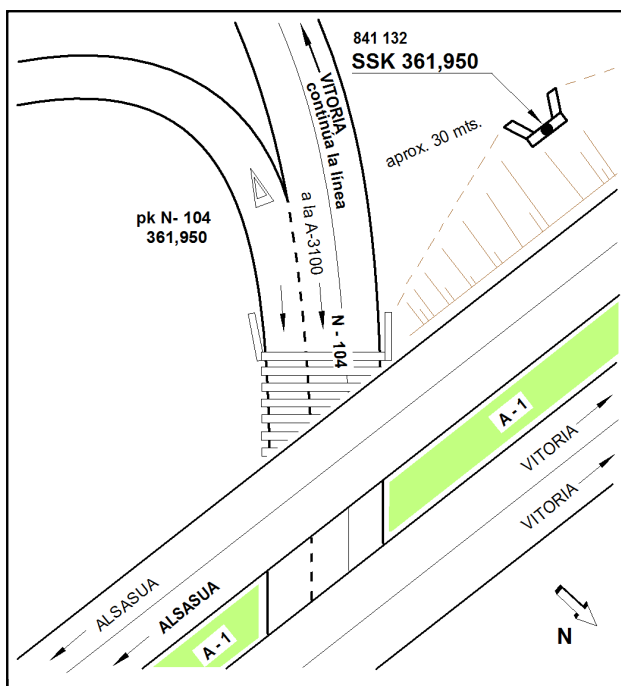 841 132
SSK 361,950
aprox. 30 mts.
VITORIA
continúa la línea
a la A-3100
pk N- 104
361,950
N - 104
A - 1
VITORIA
VITORIA
ALSASUA
ALSASUA
A - 1
N